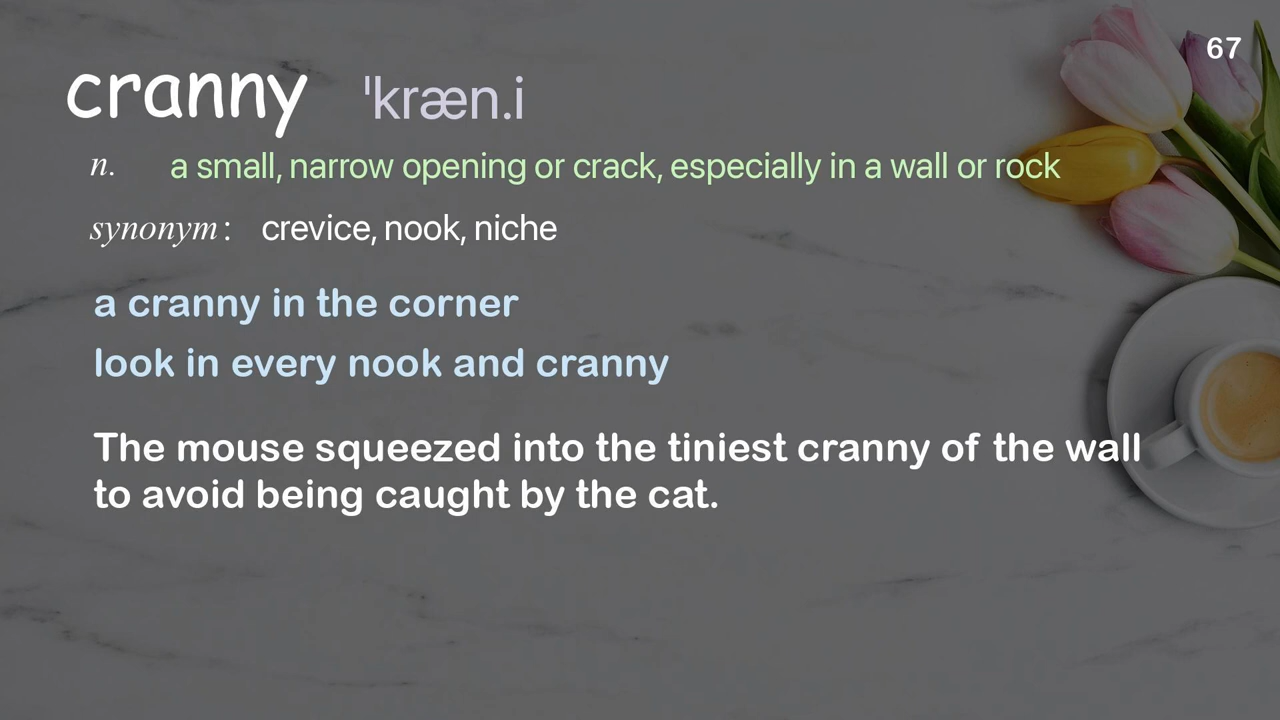 67
cranny ˈkræn.i
n. a small, narrow opening or crack, especially in a wall or rock
synonym: crevice, nook, niche
a cranny in the corner
look in every nook and cranny
The mouse squeezed into the tiniest cranny of the wall
to avoid being caught by the cat.